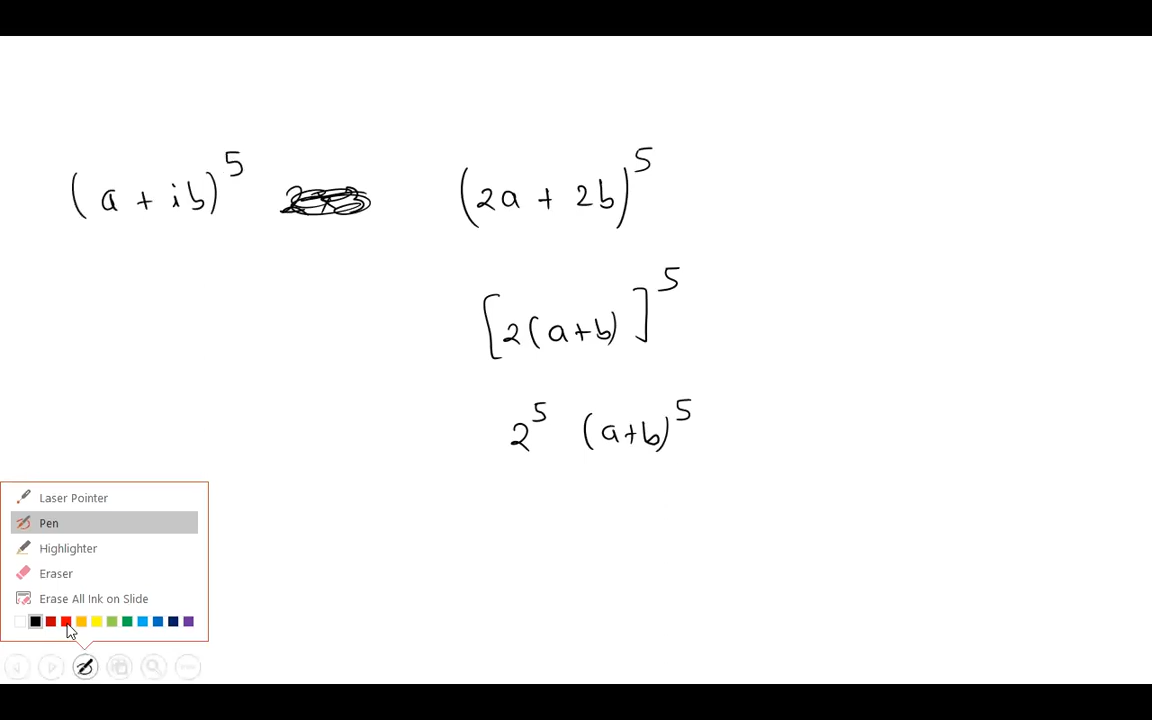 (a + ib)^5
(2a + 2b)^5
[2(a+b)]^5
2^5 (a+b)^5
Laser Pointer
Pen
Highlighter
Eraser
Erase All Ink on Slide